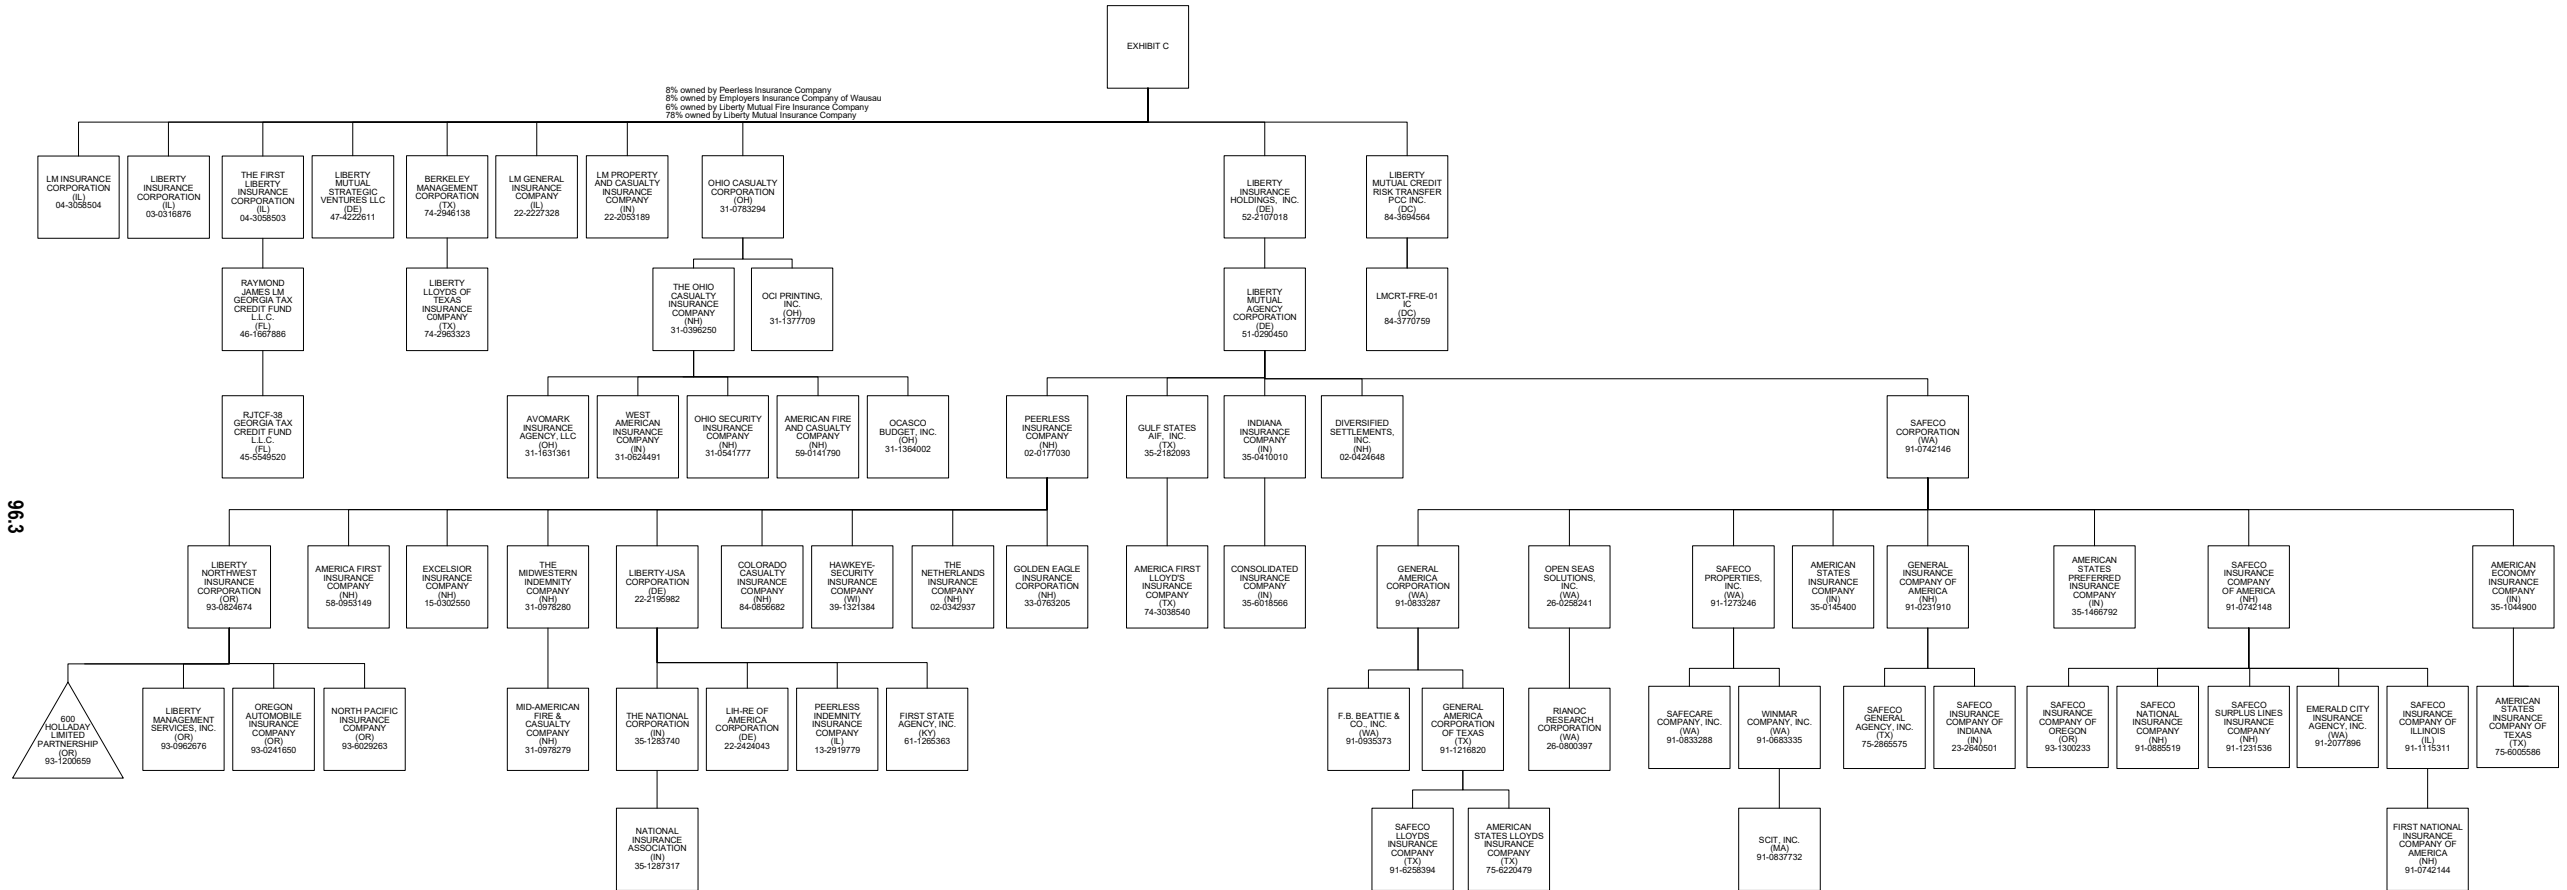 EXHIBIT C
8% owned by Peerless Insurance Company
8% owned by Employers Insurance Company of Wausau
6% owned by Liberty Mutual Fire Insurance Company
78% owned by Liberty Mutual Insurance Company
LM INSURANCE
CORPORATION
(IL)
04-3058504
LIBERTY
INSURANCE
CORPORATION
(IL)
03-0316876
THE FIRST
LIBERTY
INSURANCE
CORPORATION
(IL)
04-3058503
LIBERTY
MUTUAL
STRATEGIC
VENTURES LLC
(DE)
47-4222611
BERKELEY
MANAGEMENT
CORPORATION
(TX)
74-2946138
LM GENERAL
INSURANCE
COMPANY
(IL)
22-2227328
LM PROPERTY
AND CASUALTY
INSURANCE
COMPANY
(IN)
22-2053189
OHIO CASUALTY
CORPORATION
(OH)
31-0783294
LIBERTY
INSURANCE
HOLDINGS, INC.
(DE)
52-2107018
LIBERTY
MUTUAL CREDIT
RISK TRANSFER
PCC INC.
(DC)
84-3694564
RAYMOND
JAMES LM
GEORGIA TAX
CREDIT FUND
L.L.C.
(FL)
46-1667886
LIBERTY
LLOYDS OF
TEXAS
INSURANCE
COMPANY
(TX)
74-2963323
THE OHIO
CASUALTY
INSURANCE
COMPANY
(NH)
31-0396250
OCI PRINTING,
INC.
(OH)
31-1377709
LIBERTY
MUTUAL
AGENCY
CORPORATION
(DE)
51-0290450
LMCRT-FRE-01
IC
(DC)
84-3770759
RJTCF-38
GEORGIA TAX
CREDIT FUND
L.L.C.
(FL)
45-5549520
AVOMARK
INSURANCE
AGENCY, LLC
(OH)
31-1631361
WEST
AMERICAN
INSURANCE
COMPANY
(IN)
31-0624491
OHIO SECURITY
INSURANCE
COMPANY
(NH)
31-0541777
AMERICAN FIRE
AND CASUALTY
COMPANY
(NH)
59-0141790
OCASCO
BUDGET, INC.
(OH)
31-1364002
PEERLESS
INSURANCE
COMPANY
(NH)
02-0177030
GULF STATES
AIF, INC.
(TX)
35-2182093
INDIANA
INSURANCE
COMPANY
(IN)
35-0410010
DIVERSIFIED
SETTLEMENTS,
INC.
(NH)
02-0424648
SAFECO
CORPORATION
(WA)
91-0742146
96.3
LIBERTY
NORTHWEST
INSURANCE
CORPORATION
(OR)
93-0824674
AMERICA FIRST
INSURANCE
COMPANY
(NH)
58-0953149
EXCELSIOR
INSURANCE
COMPANY
(NH)
15-0302550
THE
MIDWESTERN
INDEMNITY
COMPANY
(NH)
31-0978280
LIBERTY-USA
CORPORATION
(DE)
22-2195982
COLORADO
CASUALTY
INSURANCE
COMPANY
(NH)
84-0856682
HAWKEYE-
SECURITY
INSURANCE
COMPANY
(WI)
39-1321384
THE
NETHERLANDS
INSURANCE
COMPANY
(NH)
02-0342937
GOLDEN EAGLE
INSURANCE
CORPORATION
(NH)
33-0763205
AMERICA FIRST
LLOYD'S
INSURANCE
COMPANY
(TX)
74-3038540
CONSOLIDATED
INSURANCE
COMPANY
(IN)
35-6018566
GENERAL
AMERICA
CORPORATION
(WA)
91-0833287
OPEN SEAS
SOLUTIONS,
INC.
(WA)
26-0258241
SAFECO
PROPERTIES,
INC.
(WA)
91-1273246
AMERICAN
STATES
INSURANCE
COMPANY
(IN)
35-0145400
GENERAL
INSURANCE
COMPANY OF
AMERICA
(NH)
91-0231910
AMERICAN
STATES
PREFERRED
INSURANCE
COMPANY
(IN)
35-1466792
SAFECO
INSURANCE
COMPANY
OF AMERICA
(NH)
91-0742148
AMERICAN
ECONOMY
INSURANCE
COMPANY
(IN)
35-1044900
600
HOLLADAY
LIMITED
PARTNERSHIP
(OR)
93-1200659
LIBERTY
MANAGEMENT
SERVICES, INC.
(OR)
93-0962676
OREGON
AUTOMOBILE
INSURANCE
COMPANY
(OR)
93-0241650
NORTH PACIFIC
INSURANCE
COMPANY
(OR)
93-6029263
MID-AMERICAN
FIRE &
CASUALTY
COMPANY
(NH)
31-0978279
THE NATIONAL
CORPORATION
(IN)
35-1283740
LIH-RE OF
AMERICA
CORPORATION
(DE)
22-2424043
PEERLESS
INDEMNITY
INSURANCE
COMPANY
(IL)
13-2919779
FIRST STATE
AGENCY, INC.
(KY)
61-1265363
F.B. BEATTIE &
CO., INC.
(WA)
91-0935373
GENERAL
AMERICA
CORPORATION
OF TEXAS
(TX)
91-1216820
RIANOC
RESEARCH
CORPORATION
(WA)
26-0800397
SAFECARE
COMPANY, INC.
(WA)
91-0833288
WINMAR
COMPANY, INC.
(WA)
91-0683335
SAFECO
GENERAL
AGENCY, INC.
(TX)
75-2865575
SAFECO
INSURANCE
COMPANY OF
INDIANA
(IN)
23-2640501
SAFECO
INSURANCE
COMPANY OF
OREGON
(OR)
93-1300233
SAFECO
NATIONAL
INSURANCE
COMPANY
(NH)
91-0885519
SAFECO
SURPLUS LINES
INSURANCE
COMPANY
(NH)
91-1231536
EMERALD CITY
INSURANCE
AGENCY, INC.
(WA)
91-2077896
SAFECO
INSURANCE
COMPANY OF
ILLINOIS
(IL)
91-1115311
AMERICAN
STATES
INSURANCE
COMPANY OF
TEXAS
(TX)
75-6005586
NATIONAL
INSURANCE
ASSOCIATION
(IN)
35-1287317
SAFECO
LLOYDS
INSURANCE
COMPANY
(TX)
91-6258394
AMERICAN
STATES LLOYDS
INSURANCE
COMPANY
(TX)
75-6220479
SCIT, INC.
(MA)
91-0837732
FIRST NATIONAL
INSURANCE
COMPANY OF
AMERICA
(NH)
91-0742144